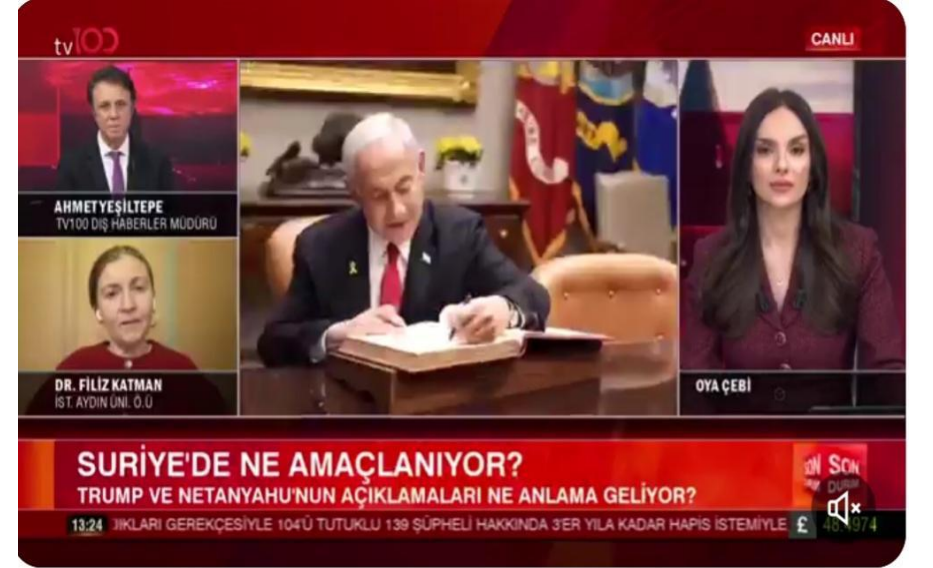 tv100
CANLI
AHMET YEŞİLTEPE
TV100 DIŞ HABERLER MÜDÜRÜ
DR. FİLİZ KATMAN
İST. AYDIN ÜNİ. Ö.Ü
OYA ÇEBİ
SURİYE'DE NE AMAÇLANIYOR?
SON
DURUM
TRUMP VE NETANYAHU'NUN AÇIKLAMALARI NE ANLAMA GELİYOR?
13:24 GEREKÇESİYLE 104'Ü TUTUKLU 139 ŞÜPHELİ HAKKINDA 3'ER YILA KADAR HAPİS İSTEMİYLE £